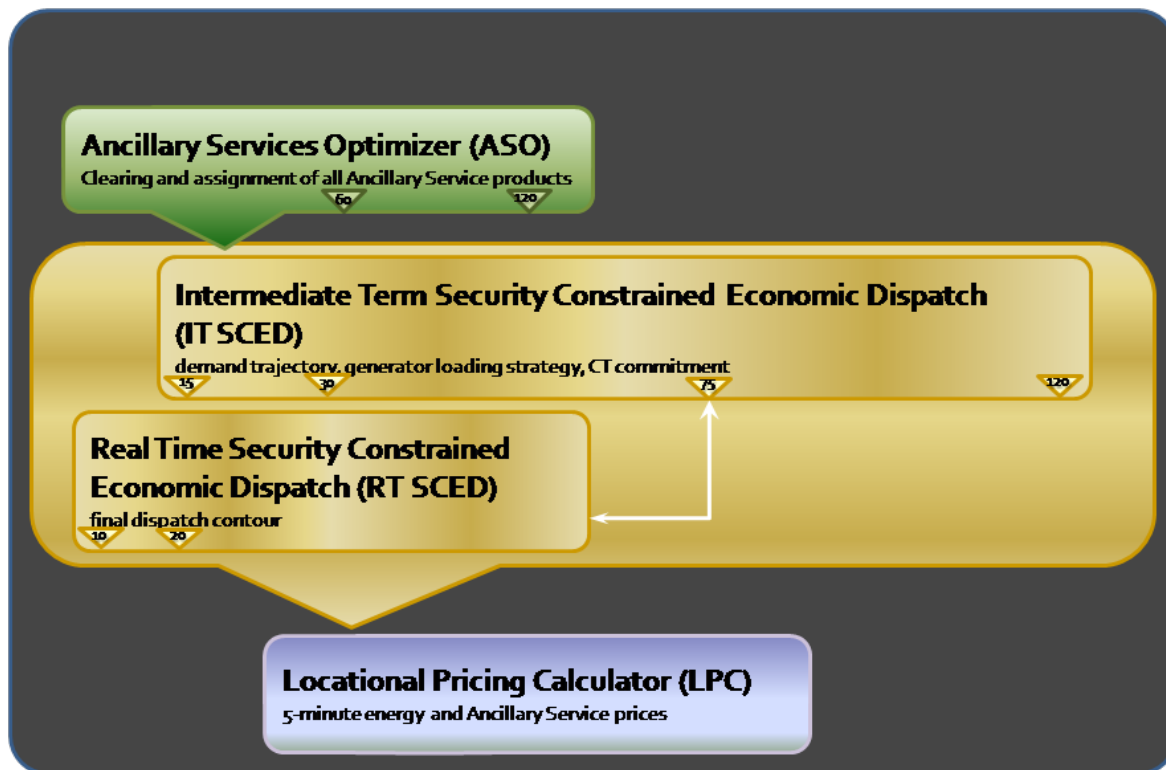 Ancillary Services Optimizer (ASO)
Clearing and assignment of all Ancillary Service products
60 120
Intermediate Term Security Constrained Economic Dispatch
(IT SCED)
demand trajectory, generator loading strategy, CT commitment
15 30 75 120
Real Time Security Constrained
Economic Dispatch (RT SCED)
final dispatch contour
10 20
Locational Pricing Calculator (LPC)
5-minute energy and Ancillary Service prices